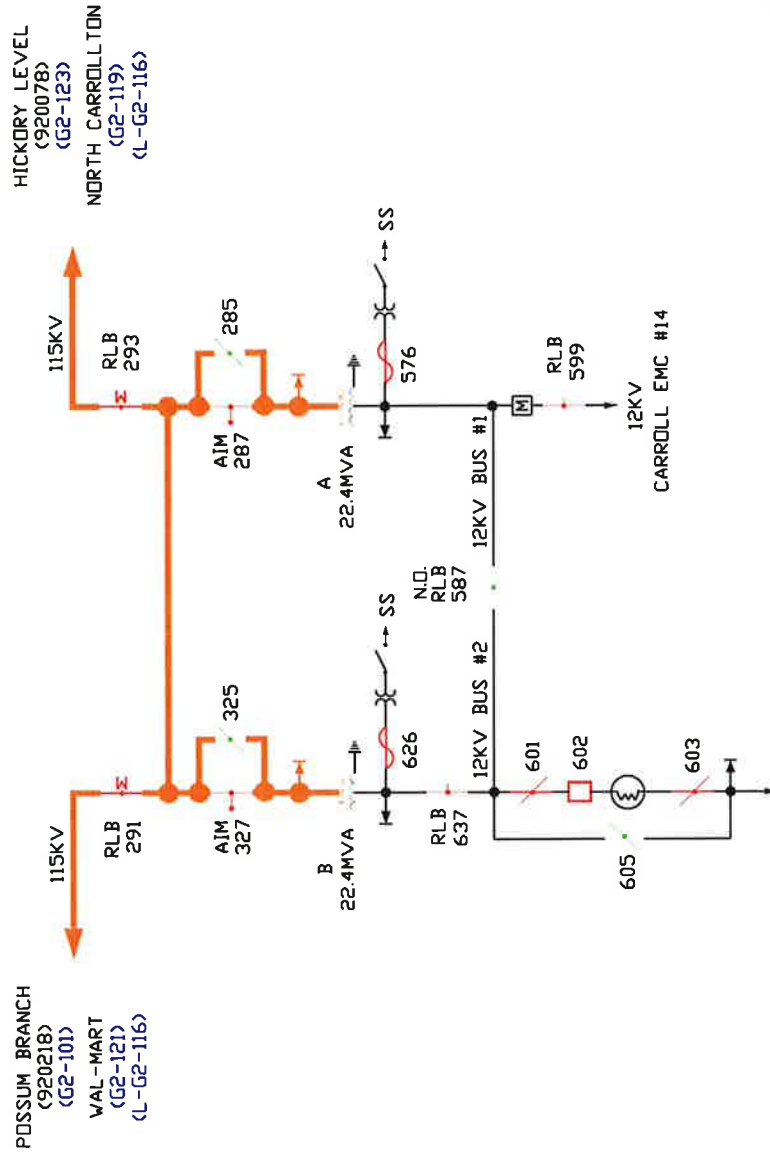 POSSUM BRANCH
(920218)
(G2-101)
WAL-MART
(G2-121)
(L-G2-116)
HICKORY LEVEL
(920078)
(G2-123)
NORTH CARROLLTON
(G2-119)
(L-G2-116)
115KV
115KV
RLB
291
M
RLB
293
M
AIM
327
325
AIM
287
285
B
22.4MVA
A
22.4MVA
626
SS
576
SS
RLB
637
N.O.
RLB
587
12KV BUS #2
12KV BUS #1
601
602
603
605
M
RLB
599
12KV
CARROLL EMC #14